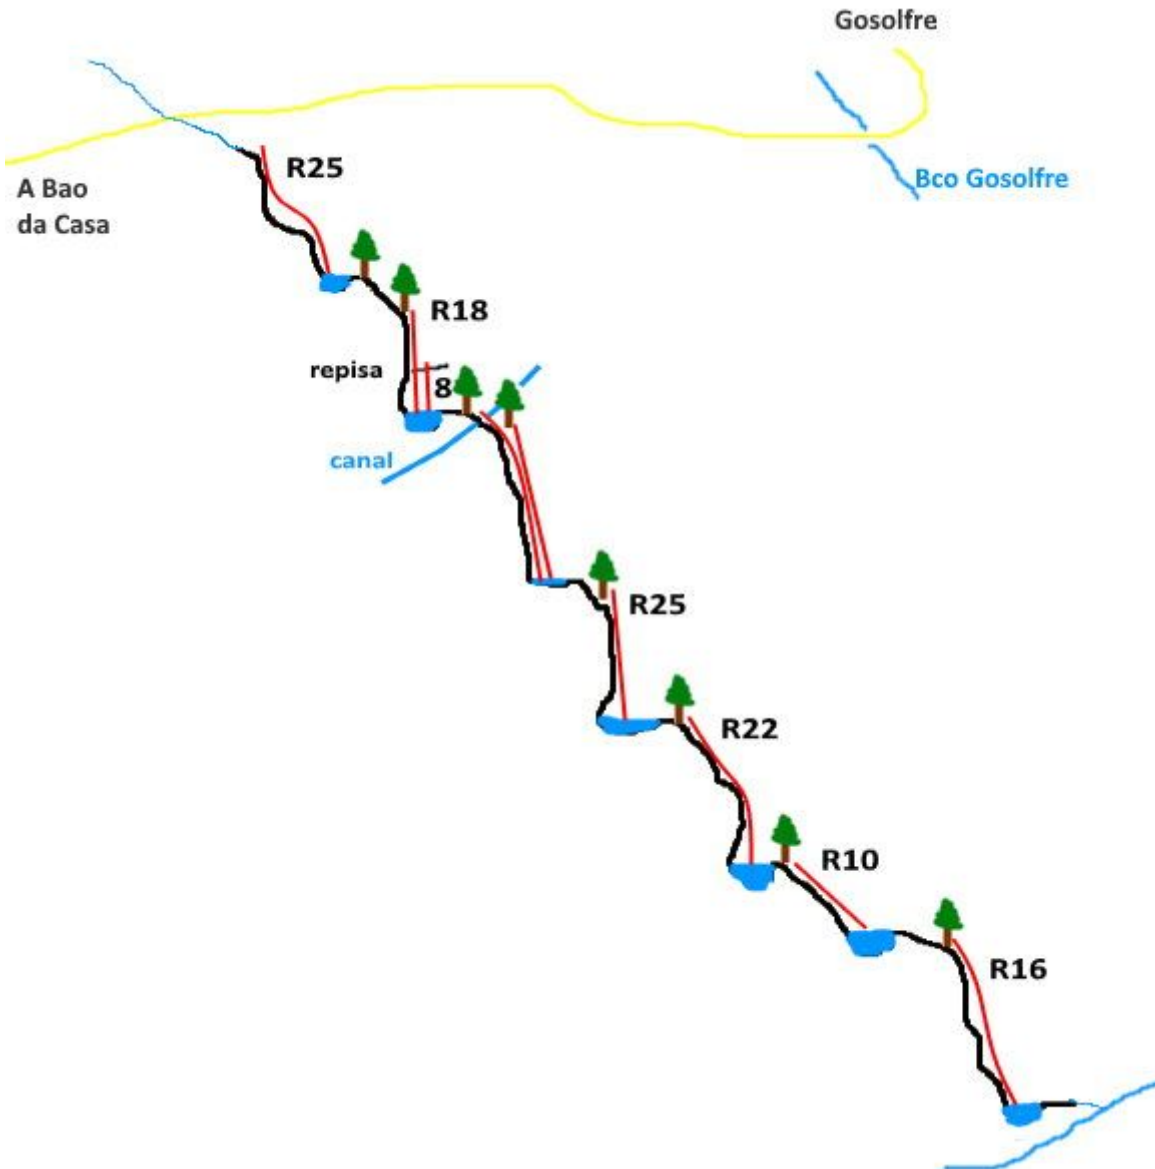 Gosolfre
R25
Bco Gosolfre
A Bao
da Casa
R18
repisa
8
canal
R25
R22
R10
R16